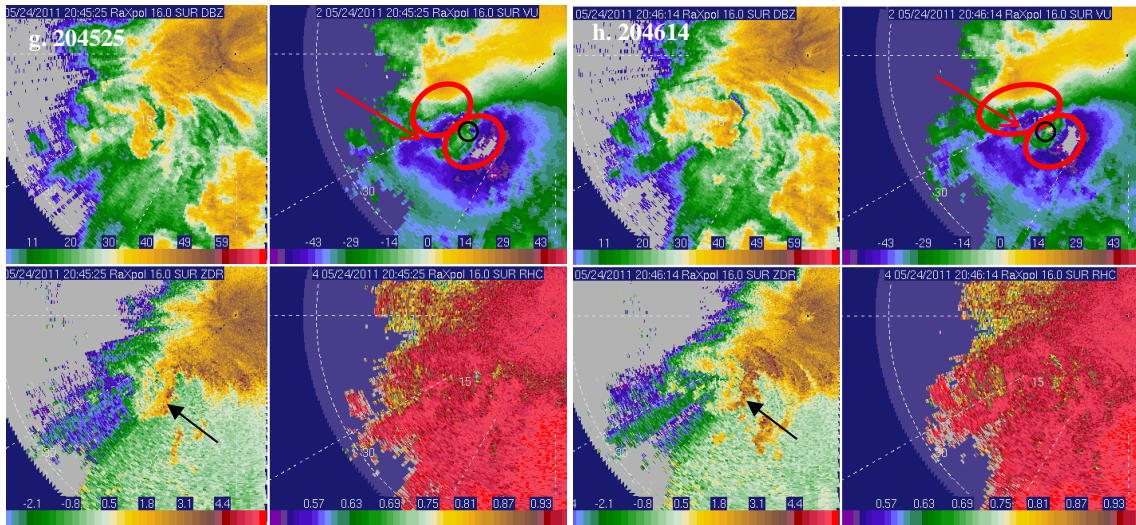 05/24/2011 20:45:25 RaXpol 16.0 SUR DBZ
g. 204525
15
30
11 20 30 40 49 59
2 05/24/2011 20:45:25 RaXpol 16.0 SUR VU
30
-43 -29 -14 0 14 29 43
05/24/2011 20:46:14 RaXpol 16.0 SUR DBZ
h. 204614
15
30
11 20 30 40 49 59
2 05/24/2011 20:46:14 RaXpol 16.0 SUR VU
30
-43 -29 -14 0 14 29 43
05/24/2011 20:45:25 RaXpol 16.0 SUR ZDR
30
-2.1 -0.8 0.5 1.8 3.1 4.4
4 05/24/2011 20:45:25 RaXpol 16.0 SUR RHC
15
30
0.57 0.63 0.69 0.75 0.81 0.87 0.93
05/24/2011 20:46:14 RaXpol 16.0 SUR ZDR
30
-2.1 -0.8 0.5 1.8 3.1 4.4
4 05/24/2011 20:46:14 RaXpol 16.0 SUR RHC
15
30
0.57 0.63 0.69 0.75 0.81 0.87 0.93